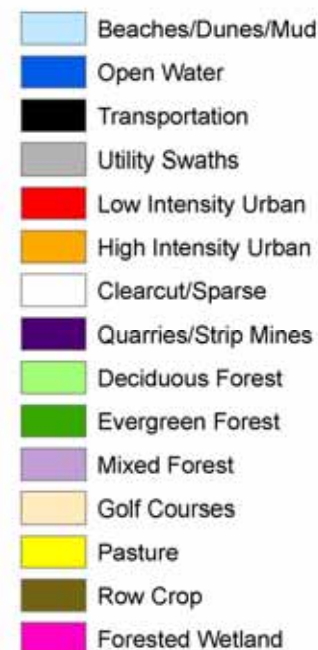 Beaches/Dunes/Mud
Open Water
Transportation
Utility Swaths
Low Intensity Urban
High Intensity Urban
Clearcut/Sparse
Quarries/Strip Mines
Deciduous Forest
Evergreen Forest
Mixed Forest
Golf Courses
Pasture
Row Crop
Forested Wetland